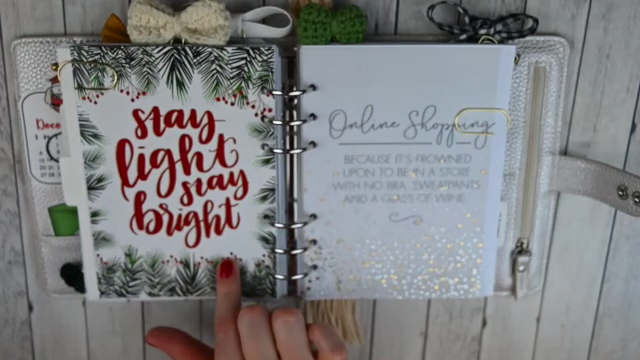 stay
light
stay
bright
Online Shopping
BECAUSE IT'S FROWNED
UPON TO BE IN A STORE
WITH NO BRA, SWEATPANTS
AND A GLASS OF WINE